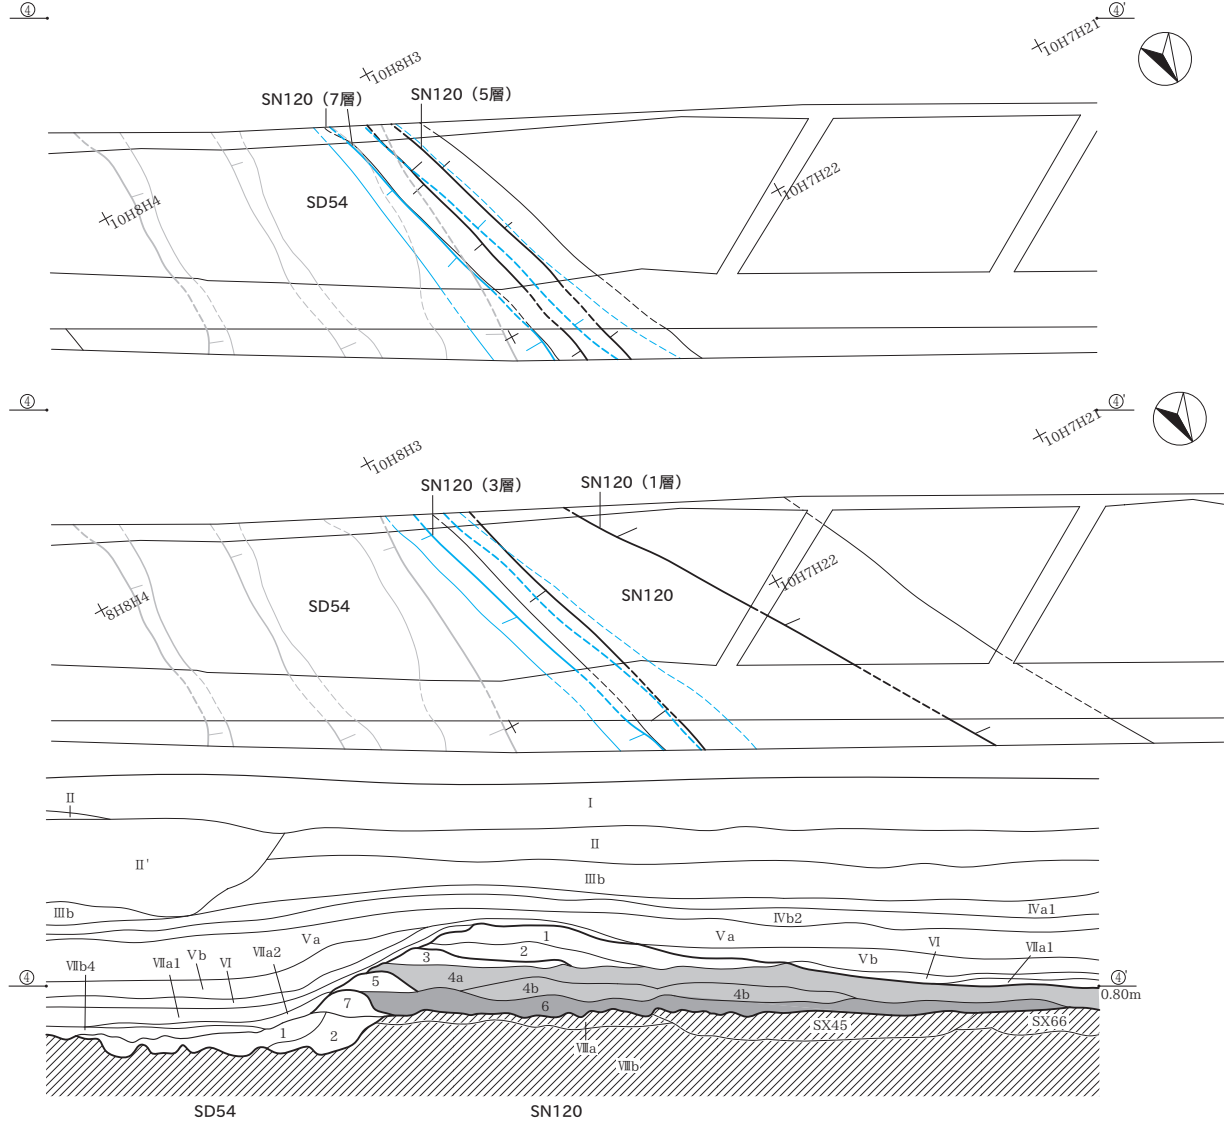 ④ ④'
10H7H21
10H8H3
SN120（7層） SN120（5層）
10H7H22
10H8H4
SD54
④ ④'
10H7H21
10H8H3
SN120（3層） SN120（1層）
10H7H22
8H8H4
SD54
SN120
Ⅱ
Ⅰ
Ⅱ
Ⅱ'
Ⅲb
Ⅲb
Ⅳa1
Ⅳb2
Ⅴa
1
Ⅴa
Ⅵ
Ⅶa1
Ⅶb4 Ⅶa1 Ⅴb Ⅵ Ⅶa2
2
3
Ⅴb
④ ④'
5
4a
4b
4b
0.80m
7
6
1
2
SX45
SX66
Ⅷa
Ⅷb
SD54
SN120